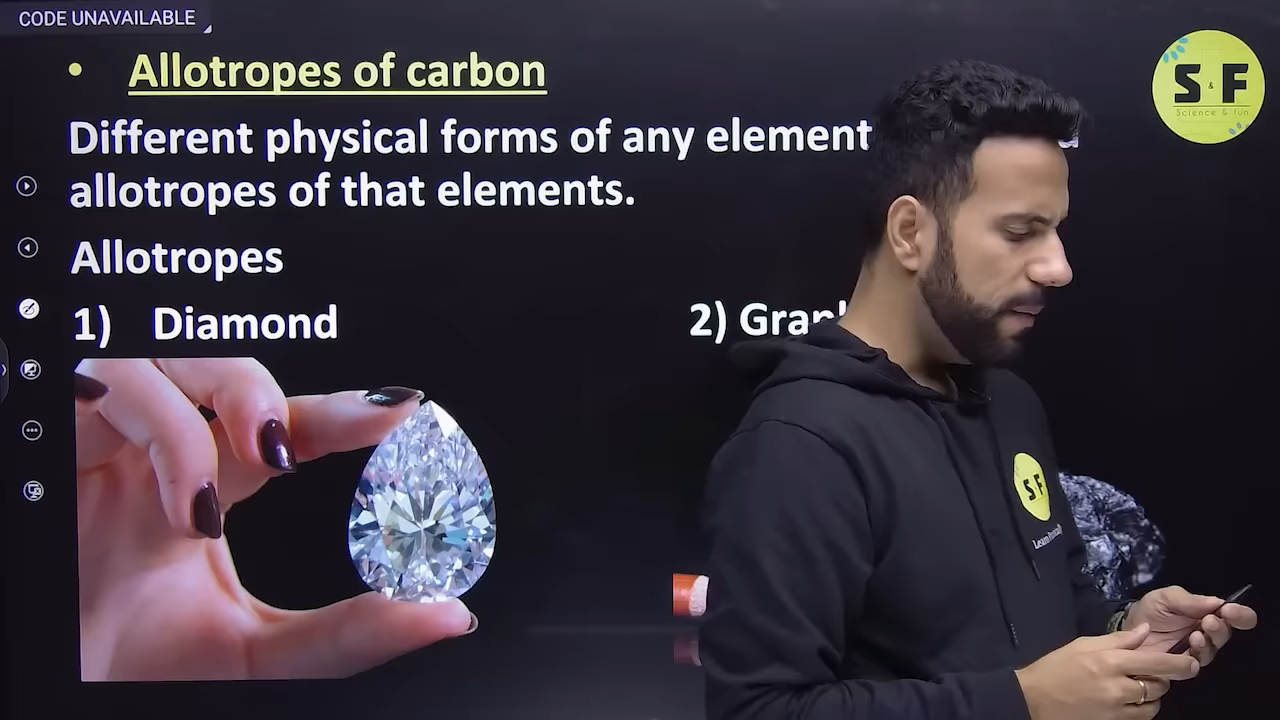 CODE UNAVAILABLE
• Allotropes of carbon
Different physical forms of any element
allotropes of that elements.
Allotropes
1) Diamond
2)
S & F
Science & fun
S F